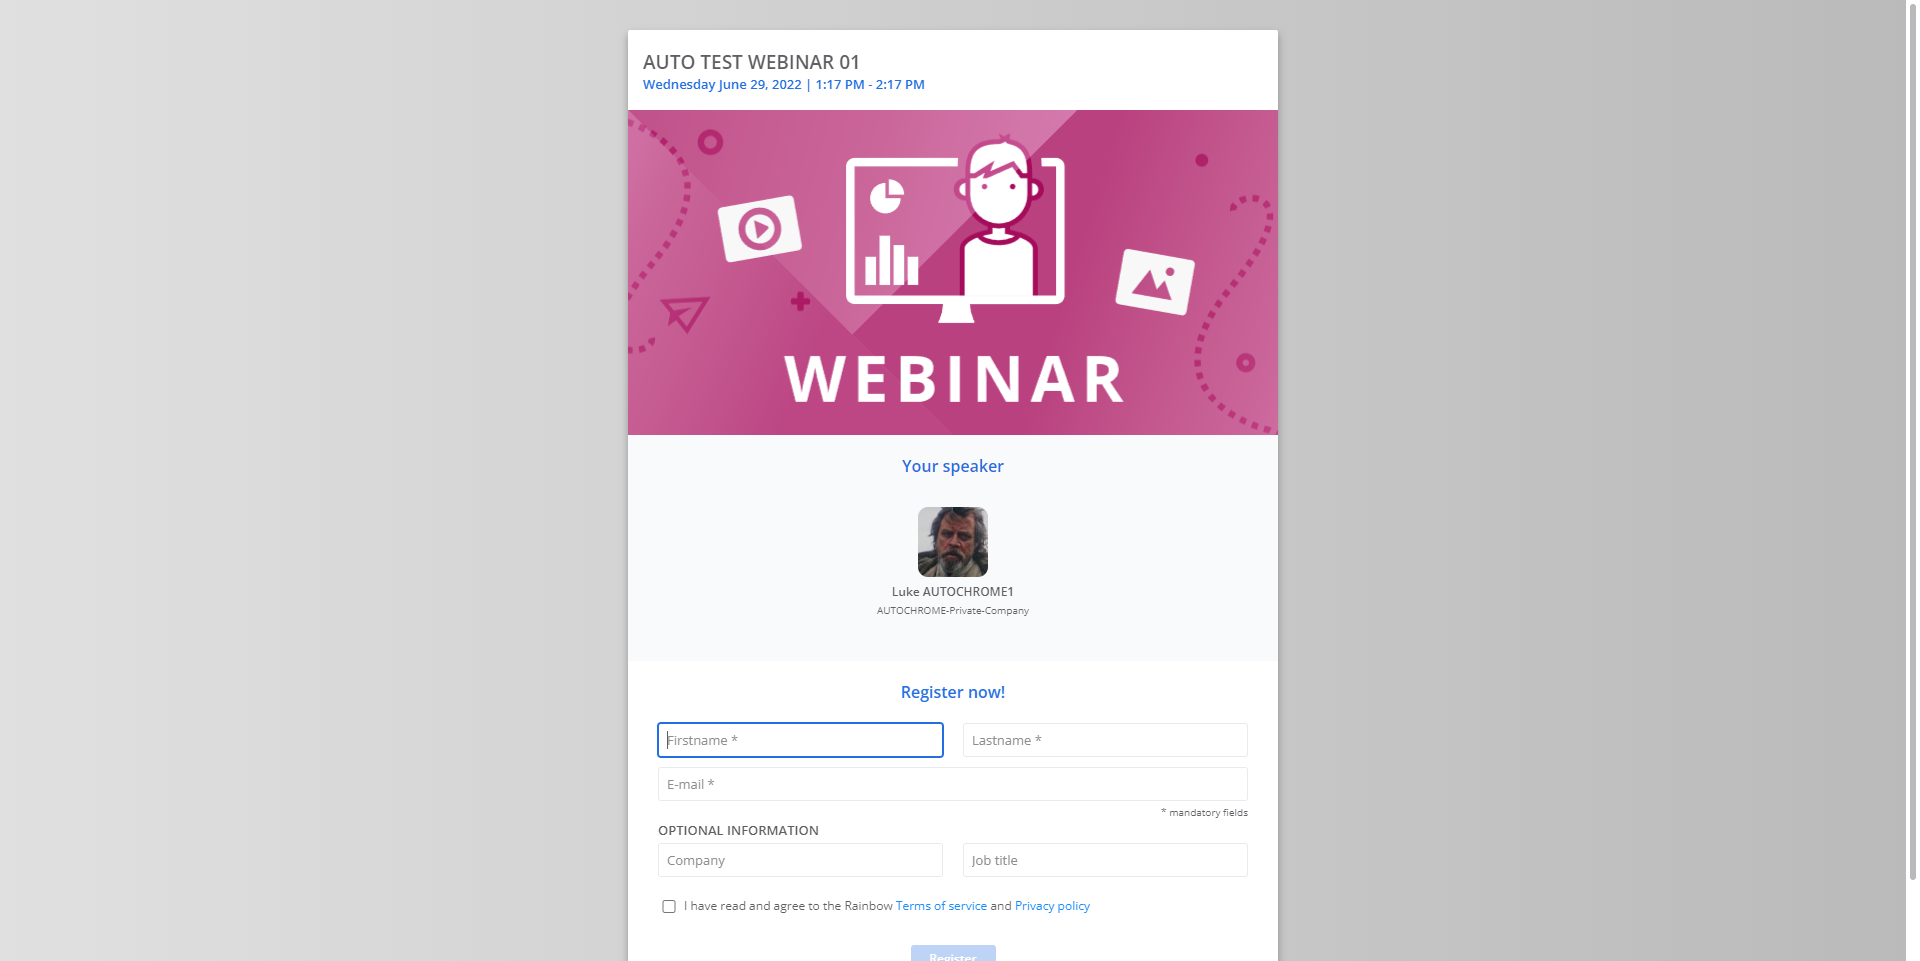 AUTO TEST WEBINAR 01
Wednesday June 29, 2022 | 1:17 PM - 2:17 PM
WEBINAR
Your speaker
Luke AUTOCHROME1
AUTOCHROME-Private-Company
Register now!
Firstname *
Lastname *
E-mail *
* mandatory fields
OPTIONAL INFORMATION
Company
Job title
I have read and agree to the Rainbow Terms of service and Privacy policy
Register